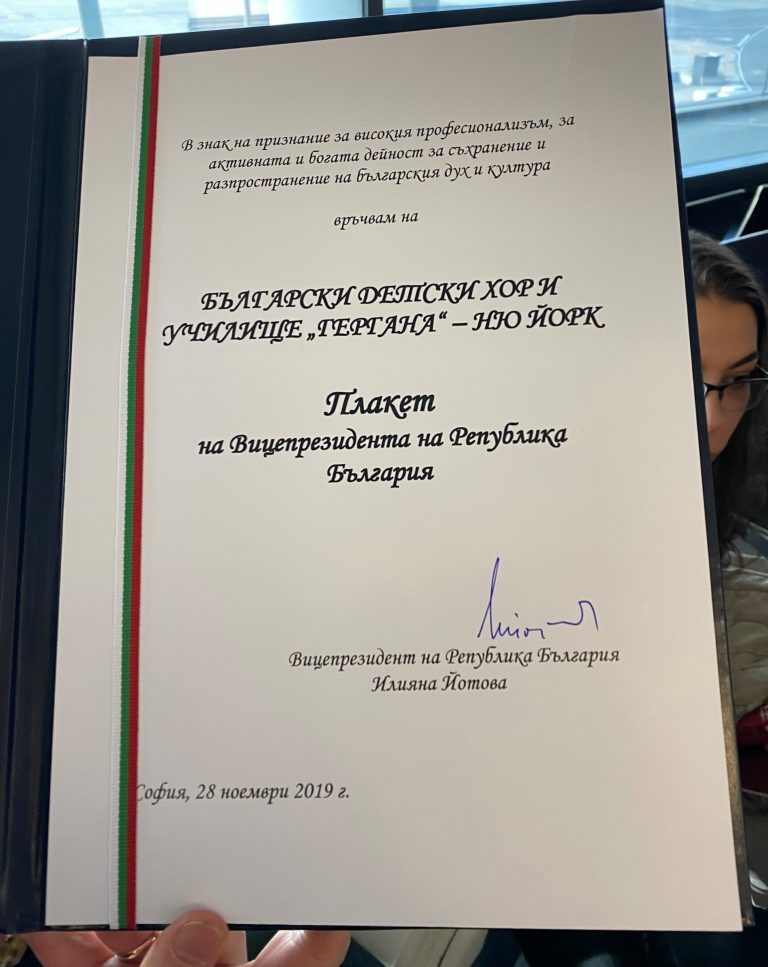 В знак на признание за високия професионализъм, за
активната и богата дейност за съхранение и
разпространение на българския дух и култура
връчвам на
БЪЛГАРСКИ ДЕТСКИ ХОР И
УЧИЛИЩЕ „ГЕРГАНА“ – НЮ ЙОРК
Плакет
на Вицепрезидента на Република
България
Вицепрезидент на Република България
Илияна Йотова
София, 28 ноември 2019 г.